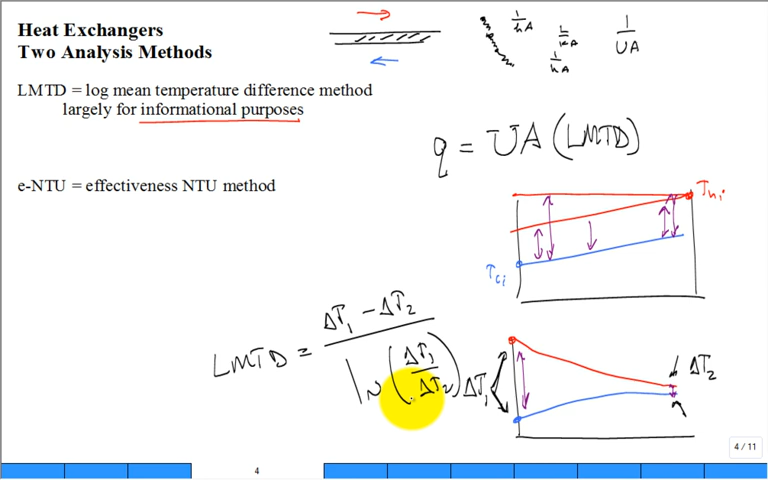 Heat Exchangers
Two Analysis Methods
LMTD = log mean temperature difference method
largely for informational purposes
e-NTU = effectiveness NTU method
1/hA
1/kA
1/hA
1/UA
q = UA (LMTD)
Thi
Tci
LMTD = ΔT1 - ΔT2 / ln (ΔT1 / ΔT2)
ΔT1
ΔT2
4 / 11
4